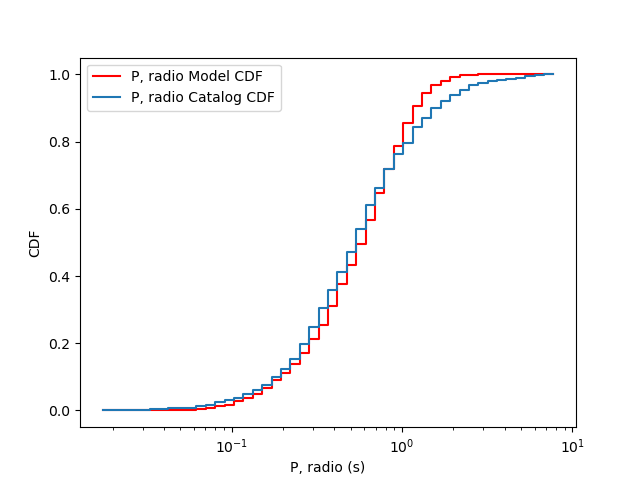 P, radio Model CDF
P, radio Catalog CDF
1.0
0.8
0.6
0.4
0.2
0.0
CDF
10⁻¹ 10⁰ 10¹
P, radio (s)